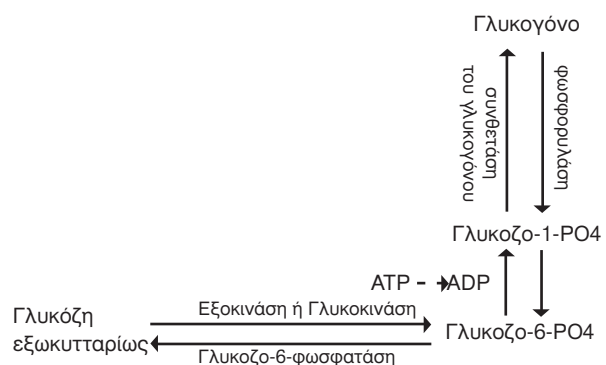 Γλυκογόνο
συνθετάση
του γλυκογόνου
φωσφορυλάση
Γλυκοζο-1-PO4
ATP
ADP
Γλυκόζη
εξωκυτταρίως
Εξοκινάση ή Γλυκοκινάση
Γλυκοζο-6-φωσφατάση
Γλυκοζο-6-PO4